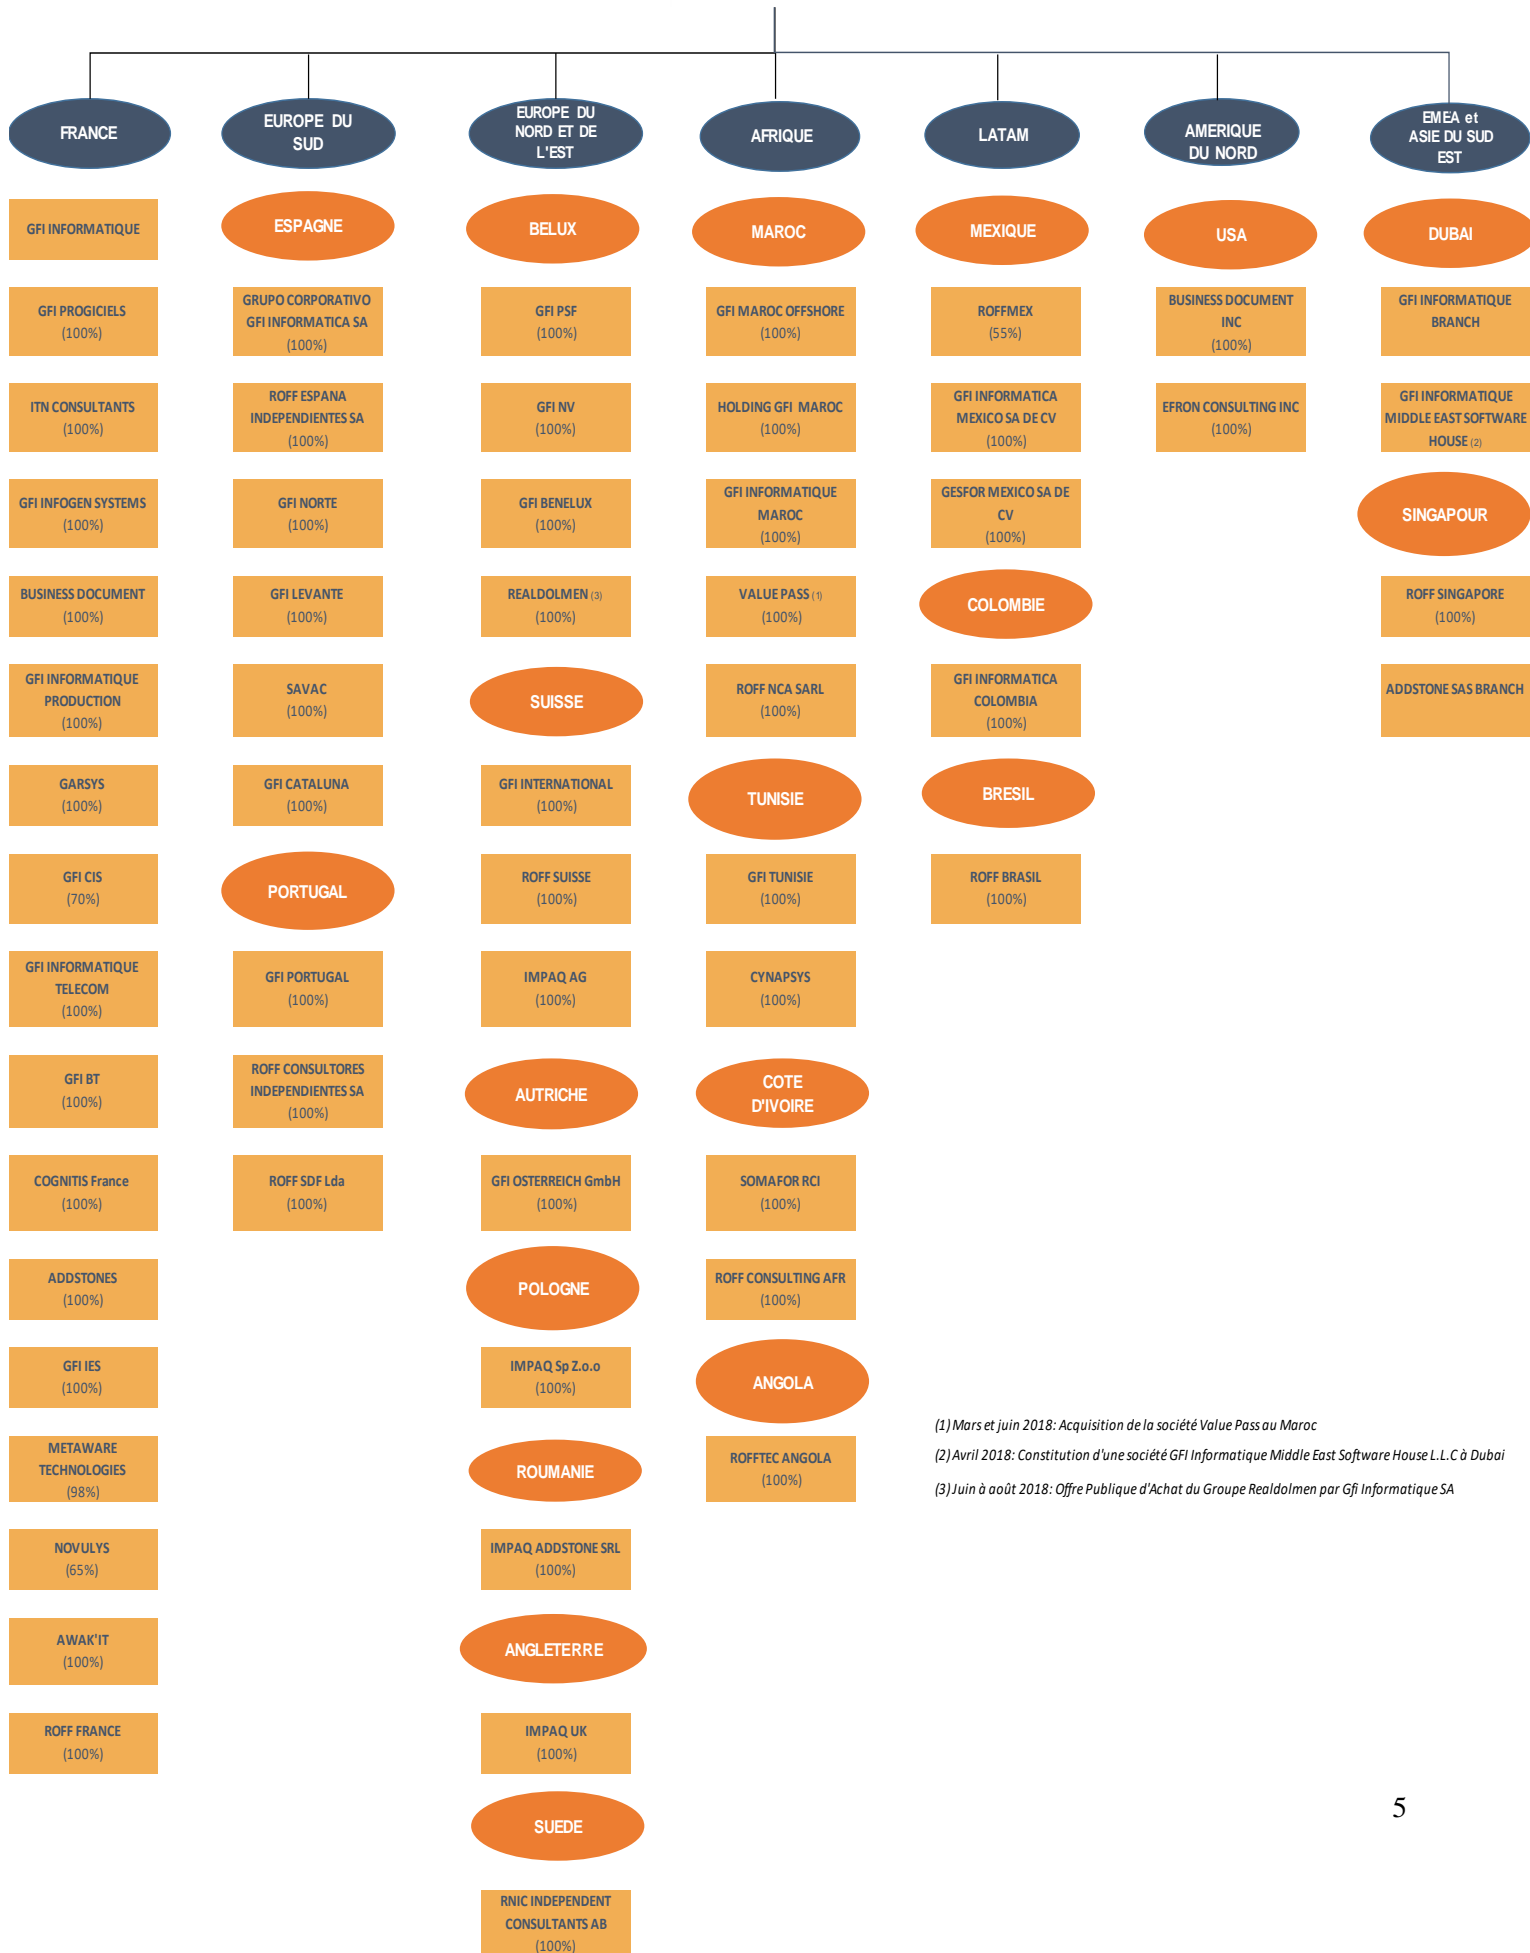 FRANCE
EUROPE DU
SUD
EUROPE DU
NORD ET DE
L'EST
AFRIQUE
LATAM
AMERIQUE
DU NORD
EMEA et
ASIE DU SUD
EST
GFI INFORMATIQUE
GFI PROGICIELS
(100%)
ITN CONSULTANTS
(100%)
GFI INFOGEN SYSTEMS
(100%)
BUSINESS DOCUMENT
(100%)
GFI INFORMATIQUE
PRODUCTION
(100%)
GARSYS
(100%)
GFI CIS
(70%)
GFI INFORMATIQUE
TELECOM
(100%)
GFI BT
(100%)
COGNITIS France
(100%)
ADDSTONES
(100%)
GFI IES
(100%)
METAWARE
TECHNOLOGIES
(98%)
NOVULYS
(65%)
AWAK'IT
(100%)
ROFF FRANCE
(100%)
ESPAGNE
GRUPO CORPORATIVO
GFI INFORMATICA SA
(100%)
ROFF ESPANA
INDEPENDIENTES SA
(100%)
GFI NORTE
(100%)
GFI LEVANTE
(100%)
SAVAC
(100%)
GFI CATALUNA
(100%)
PORTUGAL
GFI PORTUGAL
(100%)
ROFF CONSULTORES
INDEPENDIENTES SA
(100%)
ROFF SDF Lda
(100%)
BELUX
GFI PSF
(100%)
GFI NV
(100%)
GFI BENELUX
(100%)
REALDOLMEN (3)
(100%)
SUISSE
GFI INTERNATIONAL
(100%)
ROFF SUISSE
(100%)
IMPAQ AG
(100%)
AUTRICHE
GFI OSTERREICH GmbH
(100%)
POLOGNE
IMPAQ Sp Z.o.o
(100%)
ROUMANIE
IMPAQ ADDSTONE SRL
(100%)
ANGLETERRE
IMPAQ UK
(100%)
SUEDE
RNIC INDEPENDENT
CONSULTANTS AB
(100%)
MAROC
GFI MAROC OFFSHORE
(100%)
HOLDING GFI MAROC
(100%)
GFI INFORMATIQUE
MAROC
(100%)
VALUE PASS (1)
(100%)
ROFF NCA SARL
(100%)
TUNISIE
GFI TUNISIE
(100%)
CYNAPSYS
(100%)
COTE
D'IVOIRE
SOMAFOR RCI
(100%)
ROFF CONSULTING AFR
(100%)
ANGOLA
ROFFTEC ANGOLA
(100%)
MEXIQUE
ROFFMEX
(55%)
GFI INFORMATICA
MEXICO SA DE CV
(100%)
GESFOR MEXICO SA DE
CV
(100%)
COLOMBIE
GFI INFORMATICA
COLOMBIA
(100%)
BRESIL
ROFF BRASIL
(100%)
USA
BUSINESS DOCUMENT
INC
(100%)
EFRON CONSULTING INC
(100%)
DUBAI
GFI INFORMATIQUE
BRANCH
GFI INFORMATIQUE
MIDDLE EAST SOFTWARE
HOUSE (2)
SINGAPOUR
ROFF SINGAPORE
(100%)
ADDSTONE SAS BRANCH
(1) Mars et juin 2018: Acquisition de la société Value Pass au Maroc
(2) Avril 2018: Constitution d'une société GFI Informatique Middle East Software House L.L.C à Dubai
(3) Juin à août 2018: Offre Publique d'Achat du Groupe Realdolmen par Gfi Informatique SA
5